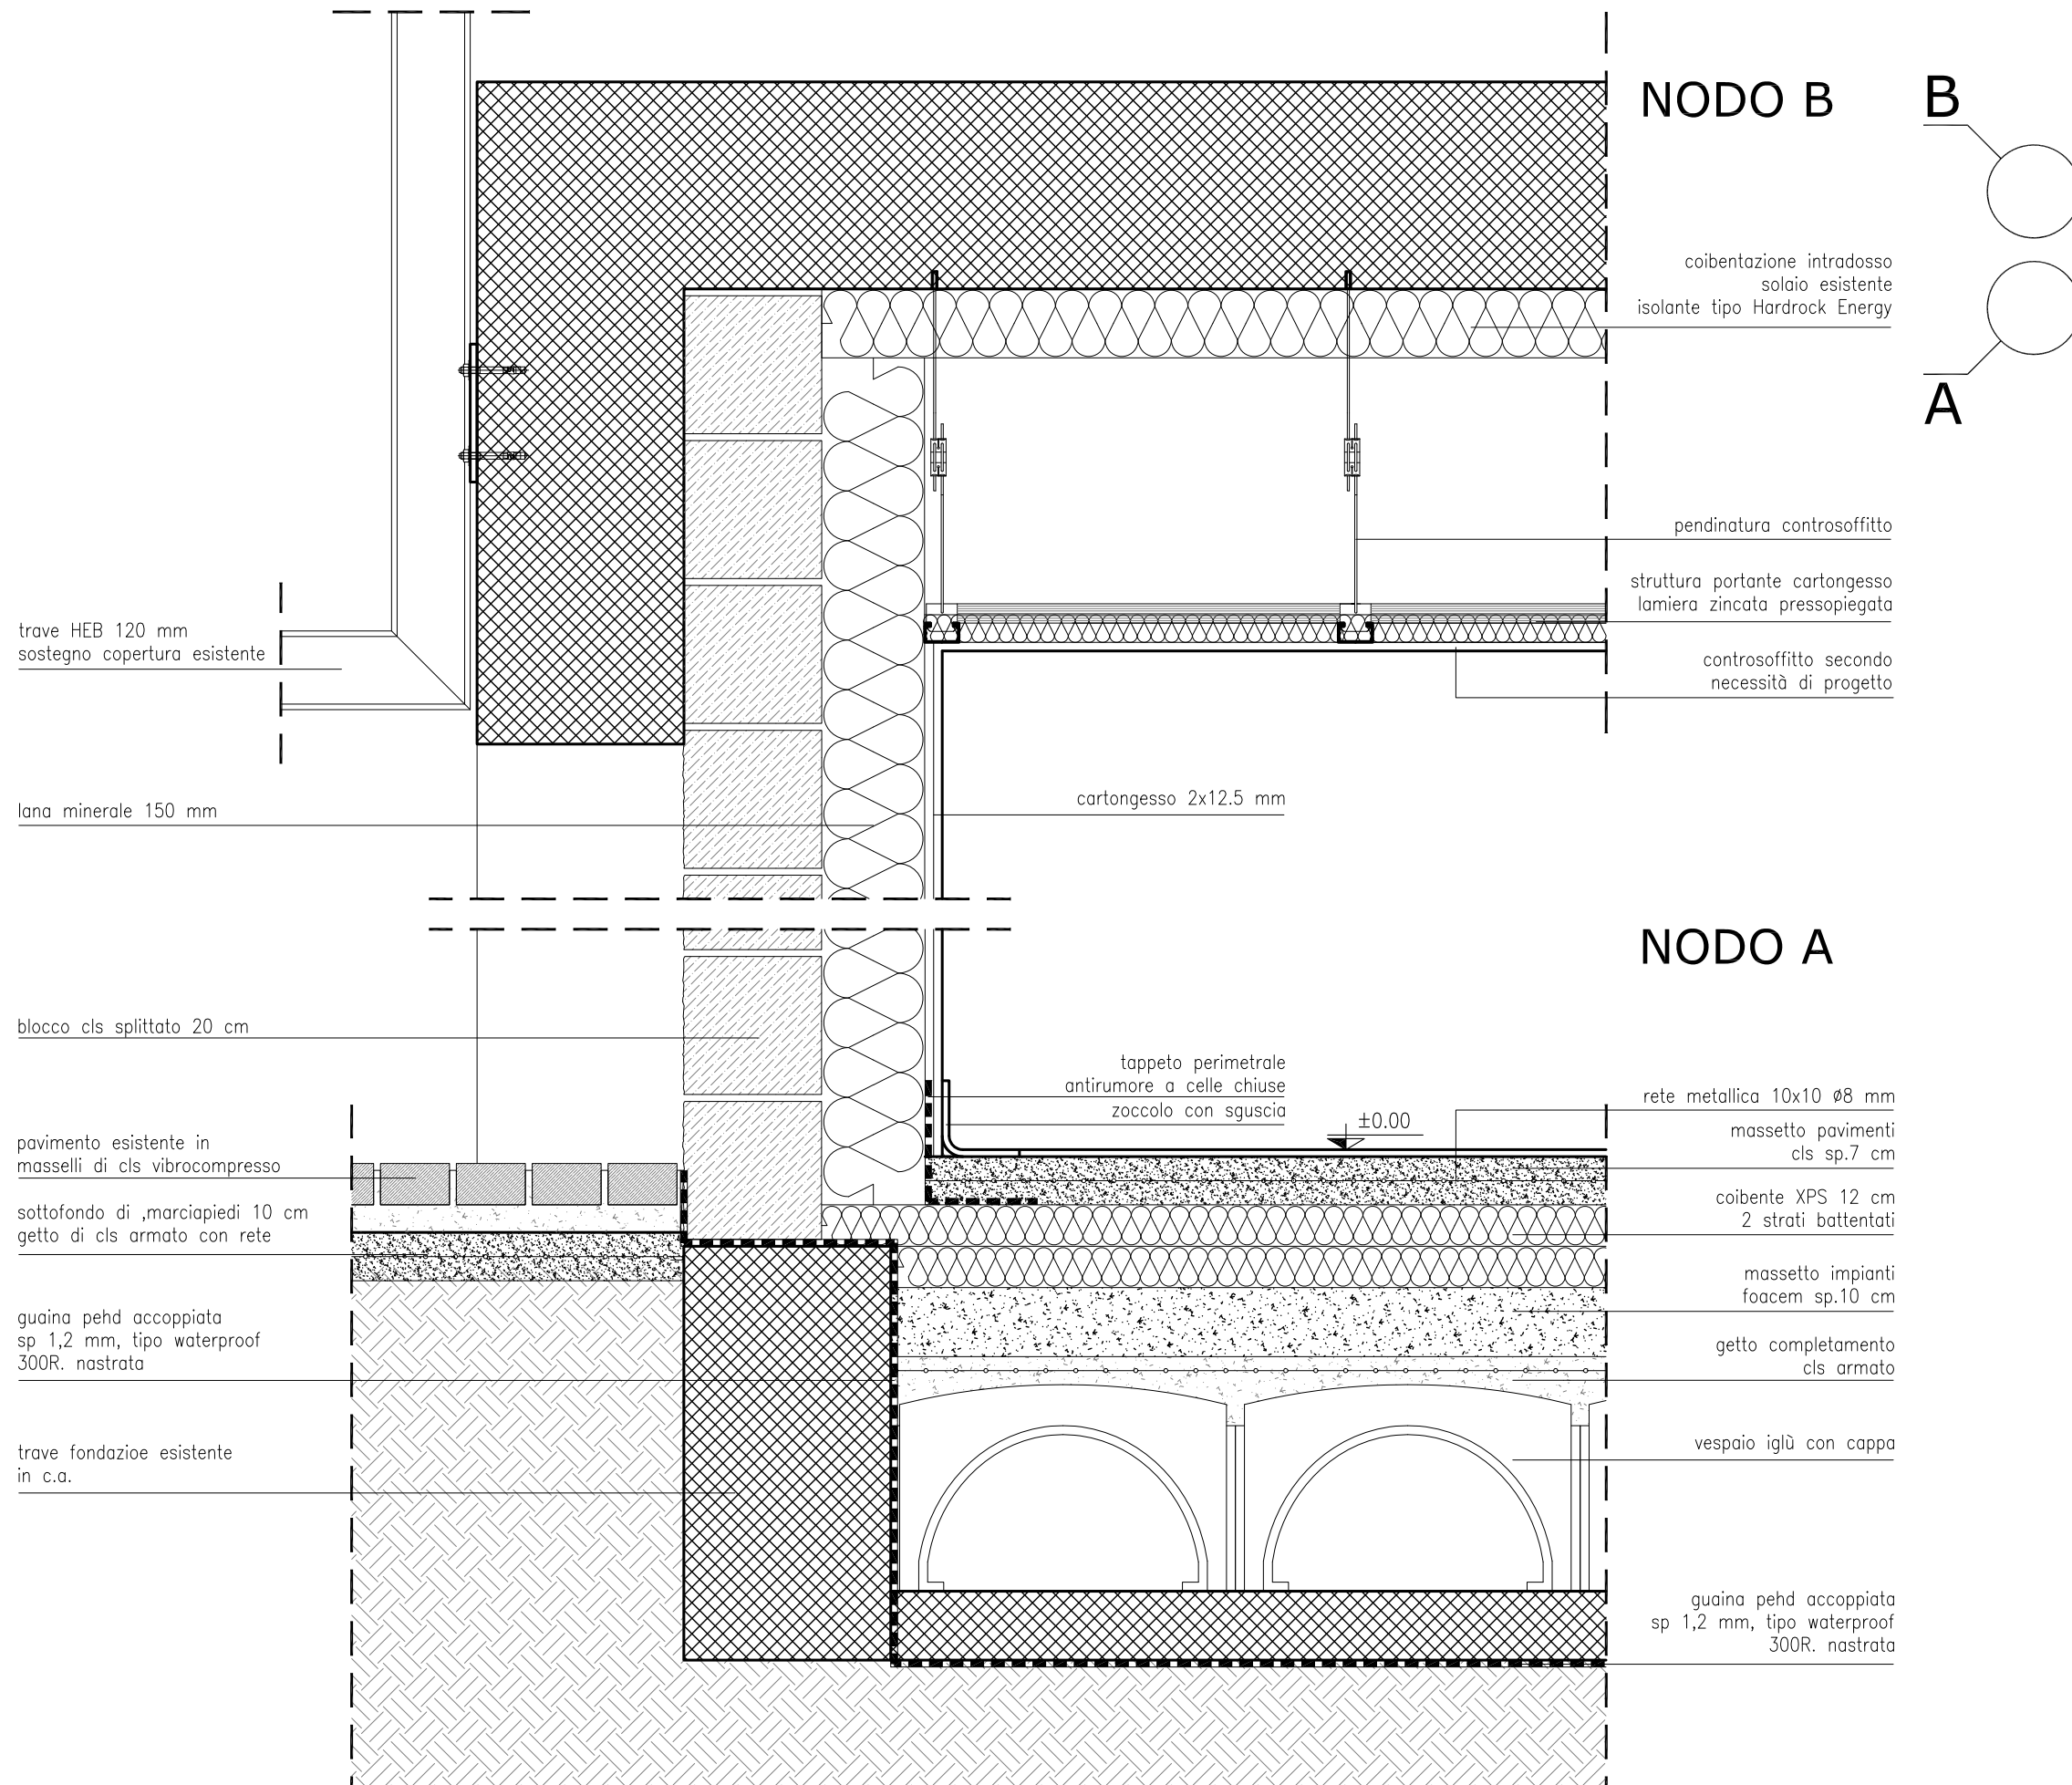 NODO B
B
coibentazione intradosso
solaio esistente
isolante tipo Hardrock Energy
A
pendinatura controsoffitto
struttura portante cartongesso
lamiera zincata pressopiegata
trave HEB 120 mm
sostegno copertura esistente
controsoffitto secondo
necessità di progetto
lana minerale 150 mm
cartongesso 2x12.5 mm
NODO A
blocco cls splittato 20 cm
tappeto perimetrale
antirumore a celle chiuse
zoccolo con sguscia
±0.00
rete metallica 10x10 ø8 mm
massetto pavimenti
cls sp.7 cm
pavimento esistente in
masselli di cls vibrocompresso
coibente XPS 12 cm
2 strati battentati
sottofondo di ,marciapiedi 10 cm
getto di cls armato con rete
massetto impianti
foacem sp.10 cm
guaina pehd accoppiata
sp 1,2 mm, tipo waterproof
300R. nastrata
getto completamento
cls armato
vespaio iglù con cappa
trave fondazioe esistente
in c.a.
guaina pehd accoppiata
sp 1,2 mm, tipo waterproof
300R. nastrata